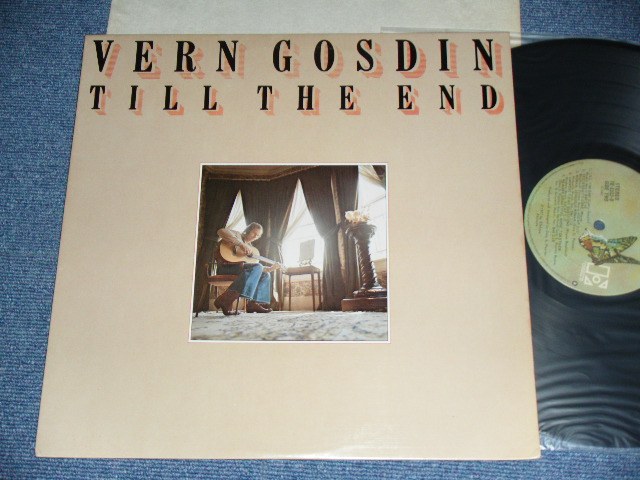 VERN GOSDIN
TILL THE END